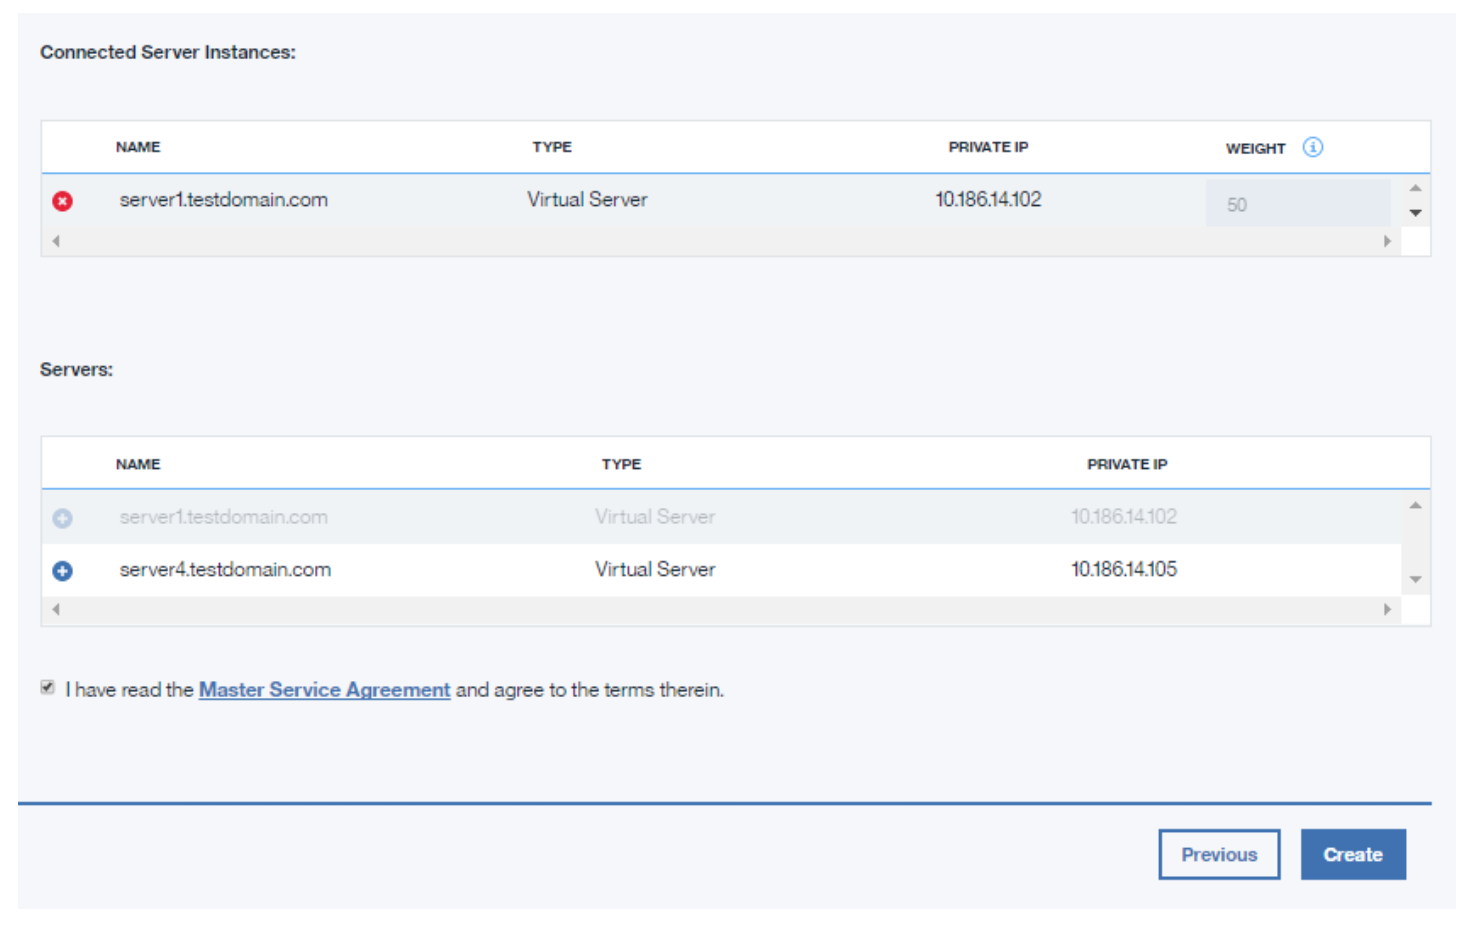 Connected Server Instances:
NAME TYPE PRIVATE IP WEIGHT
server1.testdomain.com Virtual Server 10.186.14.102 50
Servers:
NAME TYPE PRIVATE IP
server1.testdomain.com Virtual Server 10.186.14.102
server4.testdomain.com Virtual Server 10.186.14.105
I have read the Master Service Agreement and agree to the terms therein.
Previous Create